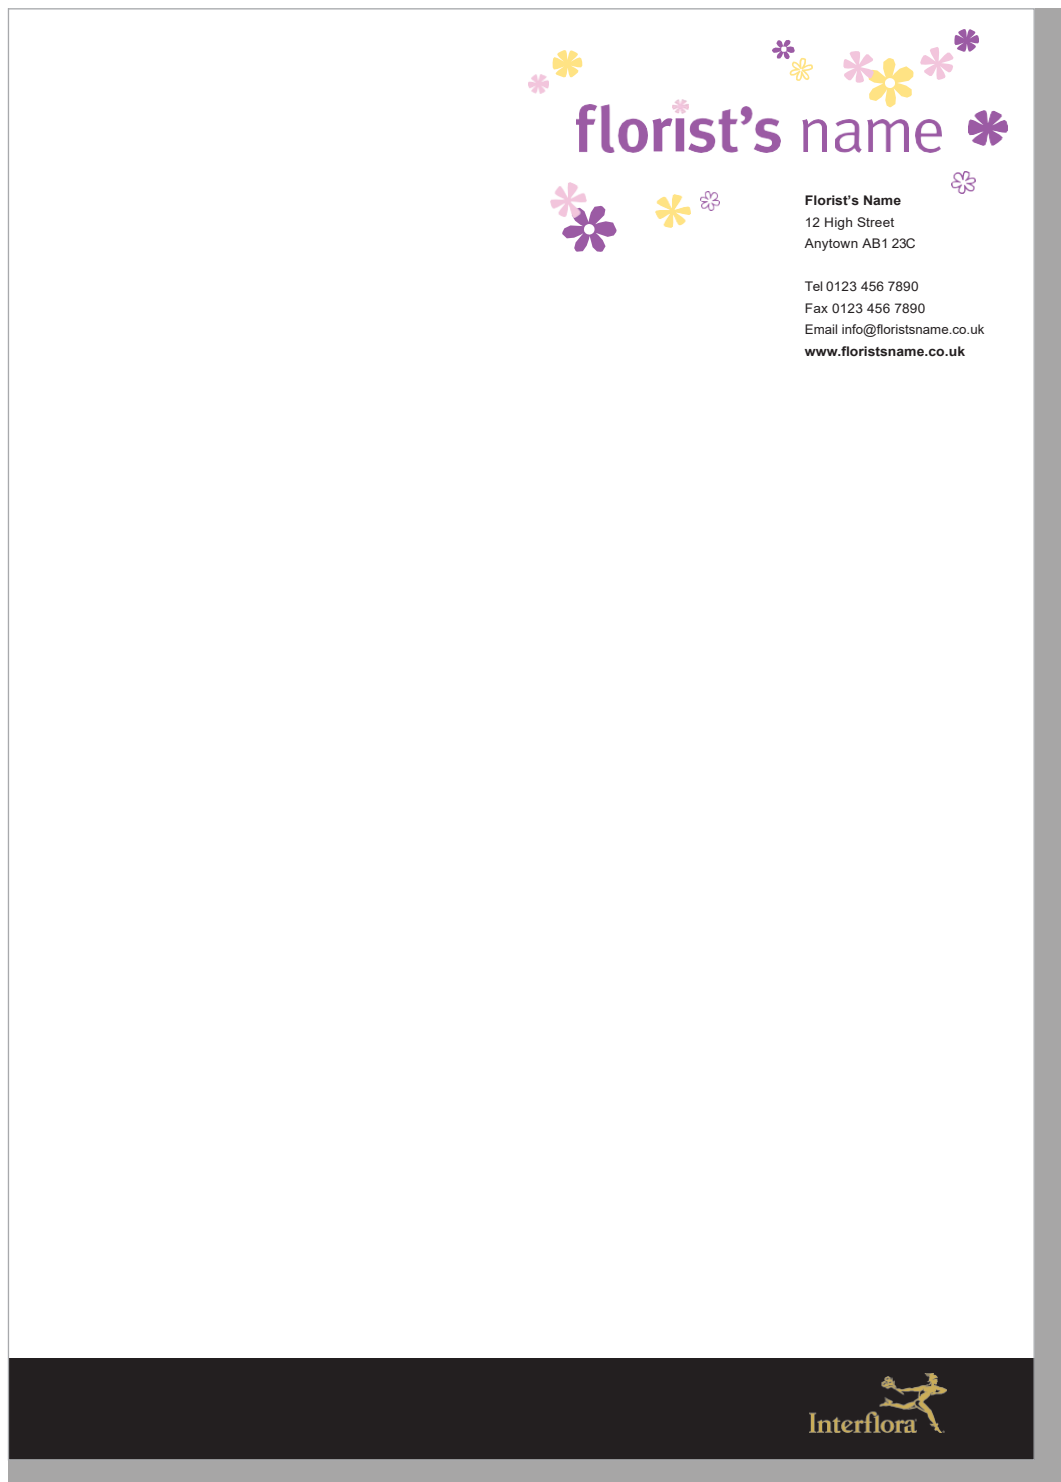 florist's name
Florist's Name
12 High Street
Anytown AB1 23C
Tel 0123 456 7890
Fax 0123 456 7890
Email info@floristsname.co.uk
www.floristsname.co.uk
Interflora